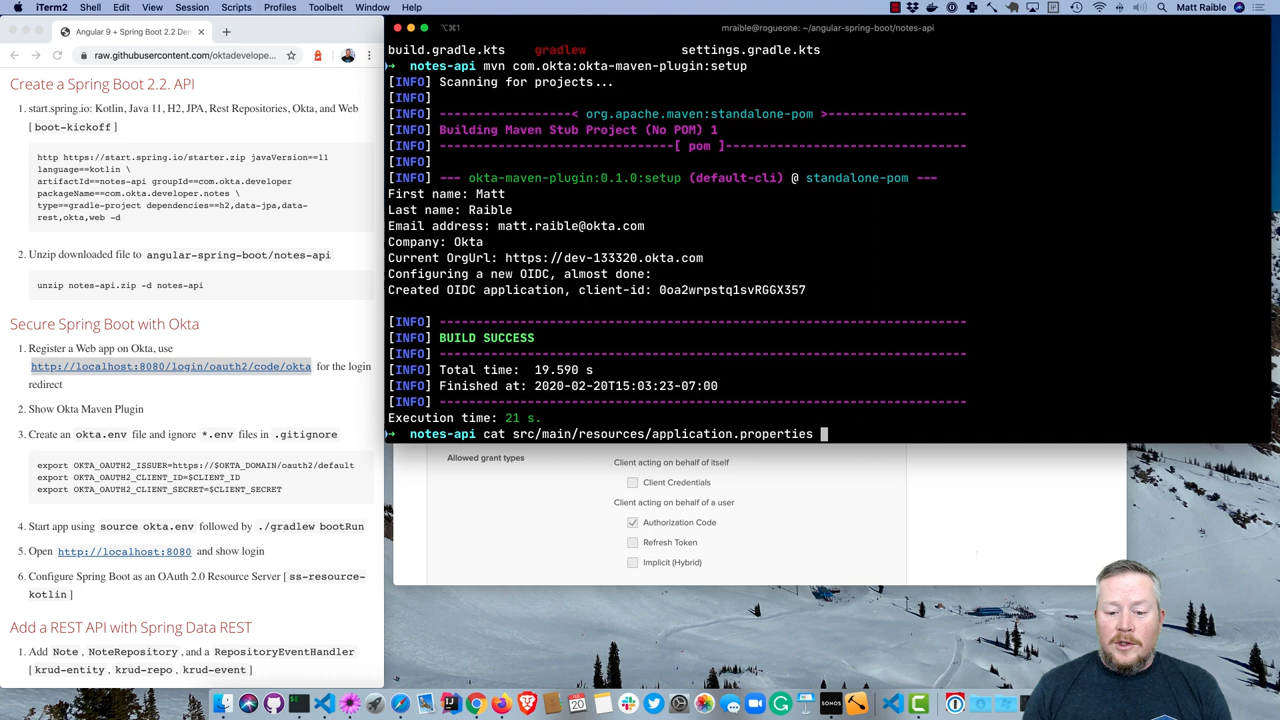 iTerm2 Shell Edit View Session Scripts Profiles Toolbelt Window Help
Matt Raible
Angular 9 + Spring Boot 2.2 De
raw.githubusercontent.com/oktadevelope...
Create a Spring Boot 2.2. API
1. start.spring.io: Kotlin, Java 11, H2, JPA, Rest Repositories, Okta, and Web
[ boot-kickoff ]
http https://start.spring.io/starter.zip javaVersion==11
language==kotlin \
artifactId==notes-api groupId==com.okta.developer
packageName==com.okta.developer.notes \
type==gradle-project dependencies==h2,data-jpa,data-
rest,okta,web -d
2. Unzip downloaded file to angular-spring-boot/notes-api
unzip notes-api.zip -d notes-api
Secure Spring Boot with Okta
1. Register a Web app on Okta, use
http://localhost:8080/login/oauth2/code/okta for the login
redirect
2. Show Okta Maven Plugin
3. Create an okta.env file and ignore *.env files in .gitignore
export OKTA_OAUTH2_ISSUER=https://$OKTA_DOMAIN/oauth2/default
export OKTA_OAUTH2_CLIENT_ID=$CLIENT_ID
export OKTA_OAUTH2_CLIENT_SECRET=$CLIENT_SECRET
4. Start app using source okta.env followed by ./gradlew bootRun
5. Open http://localhost:8080 and show login
6. Configure Spring Boot as an OAuth 2.0 Resource Server [ ss-resource-
kotlin ]
Add a REST API with Spring Data REST
1. Add Note , NoteRepository , and a RepositoryEventHandler
[ krud-entity , krud-repo , krud-event ]
⌥⌘1 mraible@rogueone: ~/angular-spring-boot/notes-api
build.gradle.kts gradlew settings.gradle.kts
→ notes-api mvn com.okta:okta-maven-plugin:setup
[INFO] Scanning for projects...
[INFO]
[INFO] ------------------< org.apache.maven:standalone-pom >-------------------
[INFO] Building Maven Stub Project (No POM) 1
[INFO] --------------------------------[ pom ]---------------------------------
[INFO]
[INFO] --- okta-maven-plugin:0.1.0:setup (default-cli) @ standalone-pom ---
First name: Matt
Last name: Raible
Email address: matt.raible@okta.com
Company: Okta
Current OrgUrl: https://dev-133320.okta.com
Configuring a new OIDC, almost done:
Created OIDC application, client-id: 0oa2wrpstq1svRGGX357
[INFO] ------------------------------------------------------------------------
[INFO] BUILD SUCCESS
[INFO] ------------------------------------------------------------------------
[INFO] Total time:  19.590 s
[INFO] Finished at: 2020-02-20T15:03:23-07:00
[INFO] ------------------------------------------------------------------------
Execution time: 21 s.
→ notes-api cat src/main/resources/application.properties
Allowed grant types
Client acting on behalf of itself
Client Credentials
Client acting on behalf of a user
Authorization Code
Refresh Token
Implicit (Hybrid)
FEB
20
SONOS